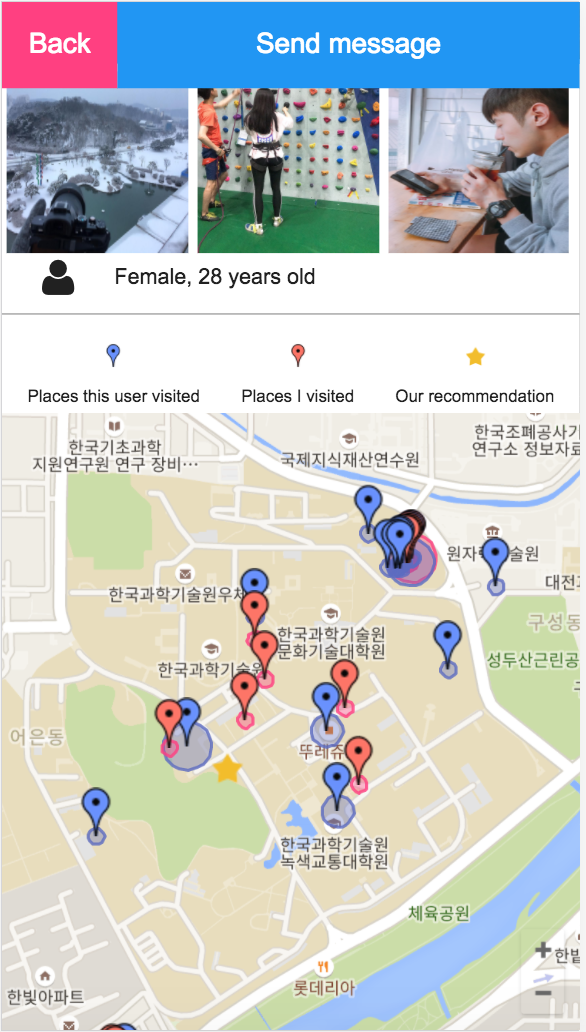 Back
Send message
Female, 28 years old
Places this user visited
Places I visited
Our recommendation
한국기초과학
지원연구원 연구 장비…
국제지식재산연수원
한국조폐공사기
연구소 정보자료
원자력
술원
한국과학기술원우체
대전과
한국과학기술원
문화기술대학원
구성동
한국과학기술원
성두산근린공
어은동
뚜레쥬
한국과학기술원
녹색교통대학원
체육공원
+
한빛
−
롯데리아
한빛아파트